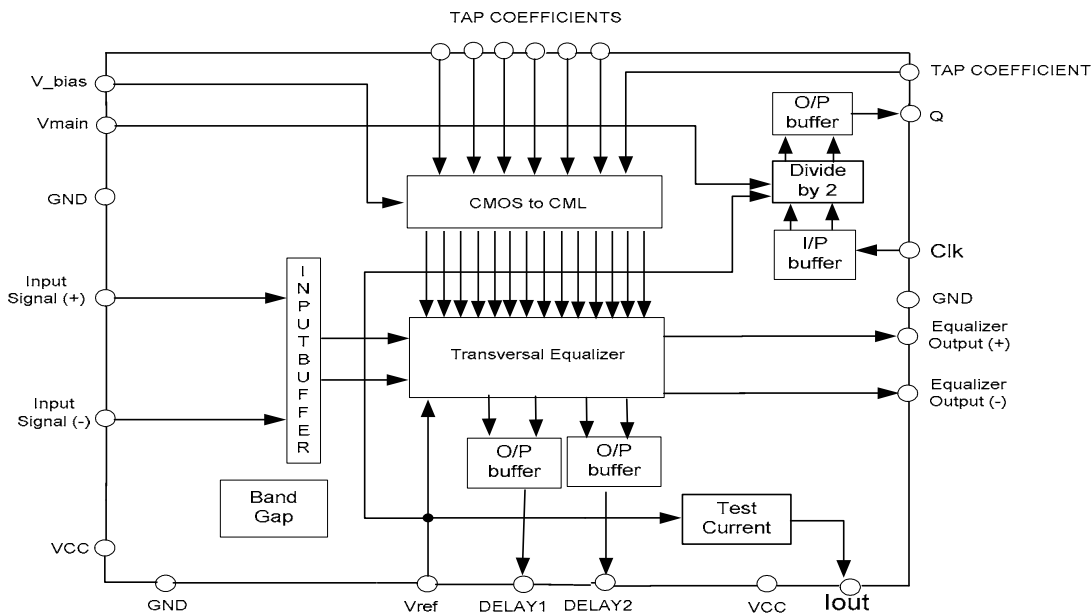 TAP COEFFICIENTS
V_bias
TAP COEFFICIENT
O/P
buffer
Q
Vmain
Divide
by 2
GND
CMOS to CML
I/P
buffer
Clk
Input
Signal (+)
INPUTBUFFER
GND
Transversal Equalizer
Equalizer
Output (+)
Input
Signal (-)
Equalizer
Output (-)
O/P
buffer
O/P
buffer
Band
Gap
Test
Current
VCC
GND
Vref
DELAY1
DELAY2
VCC
Iout